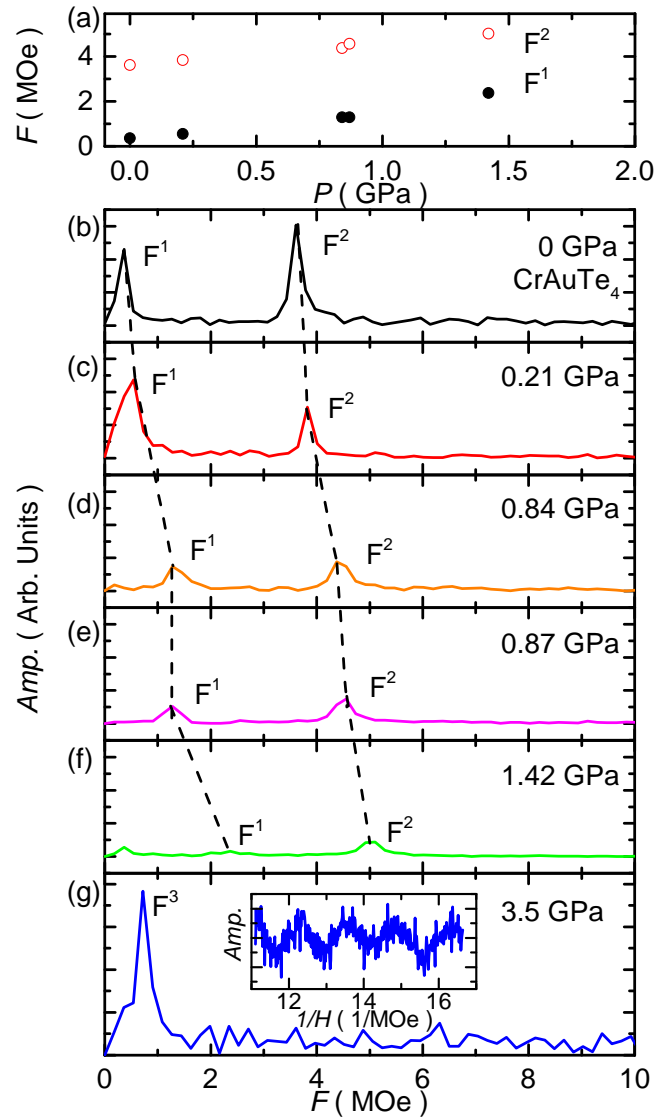 (a)
F (MOe)
4
2
0
F²
F¹
0.0 0.5 1.0 1.5 2.0
P ( GPa )
(b)
F¹
F²
0 GPa
CrAuTe₄
(c)
F¹
F²
0.21 GPa
(d)
F¹
F²
0.84 GPa
Amp. ( Arb. Units )
(e)
F¹
F²
0.87 GPa
(f)
F¹
F²
1.42 GPa
(g)
F³
3.5 GPa
Amp.
12 14 16
1/H ( 1/MOe )
0 2 4 6 8 10
F ( MOe )